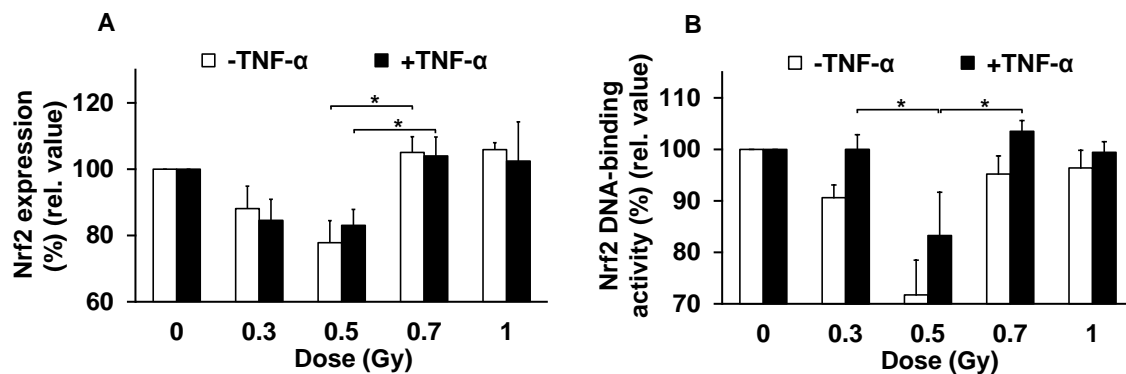 A
-TNF-α +TNF-α
Nrf2 expression
(%) (rel. value)
120
100
80
60
* 
*
0 0.3 0.5 0.7 1
Dose (Gy)
B
-TNF-α +TNF-α
Nrf2 DNA-binding
activity (%) (rel. value)
110
100
90
80
70
* *
0 0.3 0.5 0.7 1
Dose (Gy)